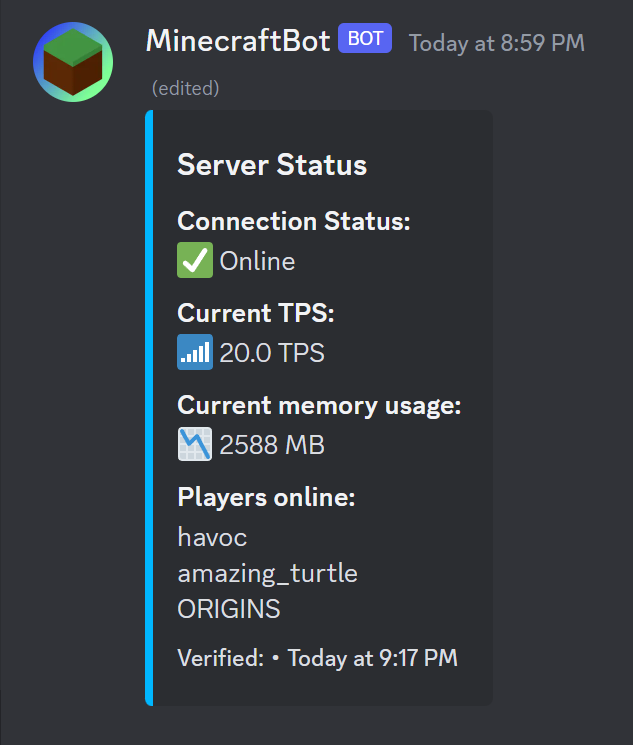 MinecraftBot BOT Today at 8:59 PM
(edited)
Server Status
Connection Status:
✅ Online
Current TPS:
📶 20.0 TPS
Current memory usage:
📉 2588 MB
Players online:
havoc
amazing_turtle
ORIGINS
Verified: • Today at 9:17 PM